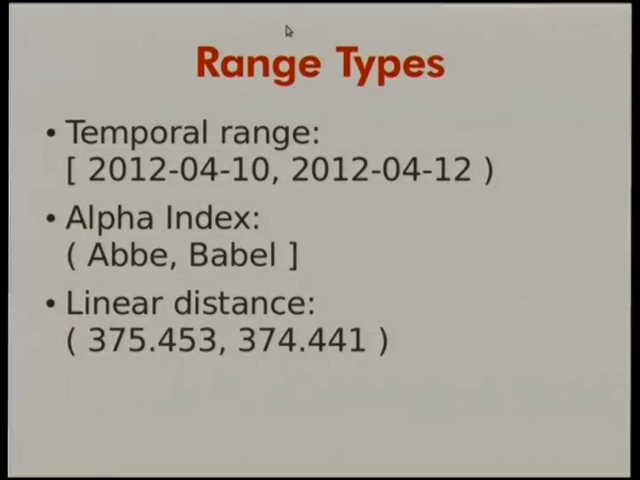 Range Types
• Temporal range:
[ 2012-04-10, 2012-04-12 )
• Alpha Index:
( Abbe, Babel ]
• Linear distance:
( 375.453, 374.441 )